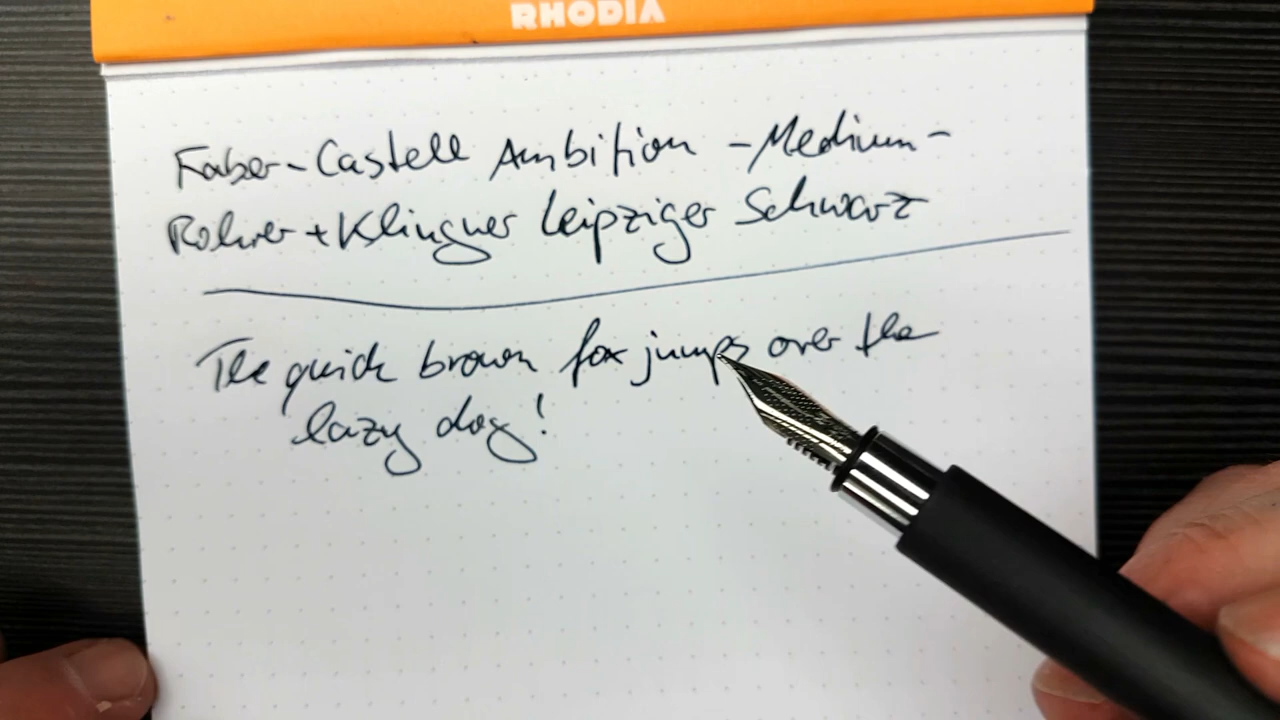 RHODIA
Faber-Castell Ambition -Medium-
Rohrer+Klingner Leipziger Schwarz
The quick brown fox jumps over the
lazy dog!